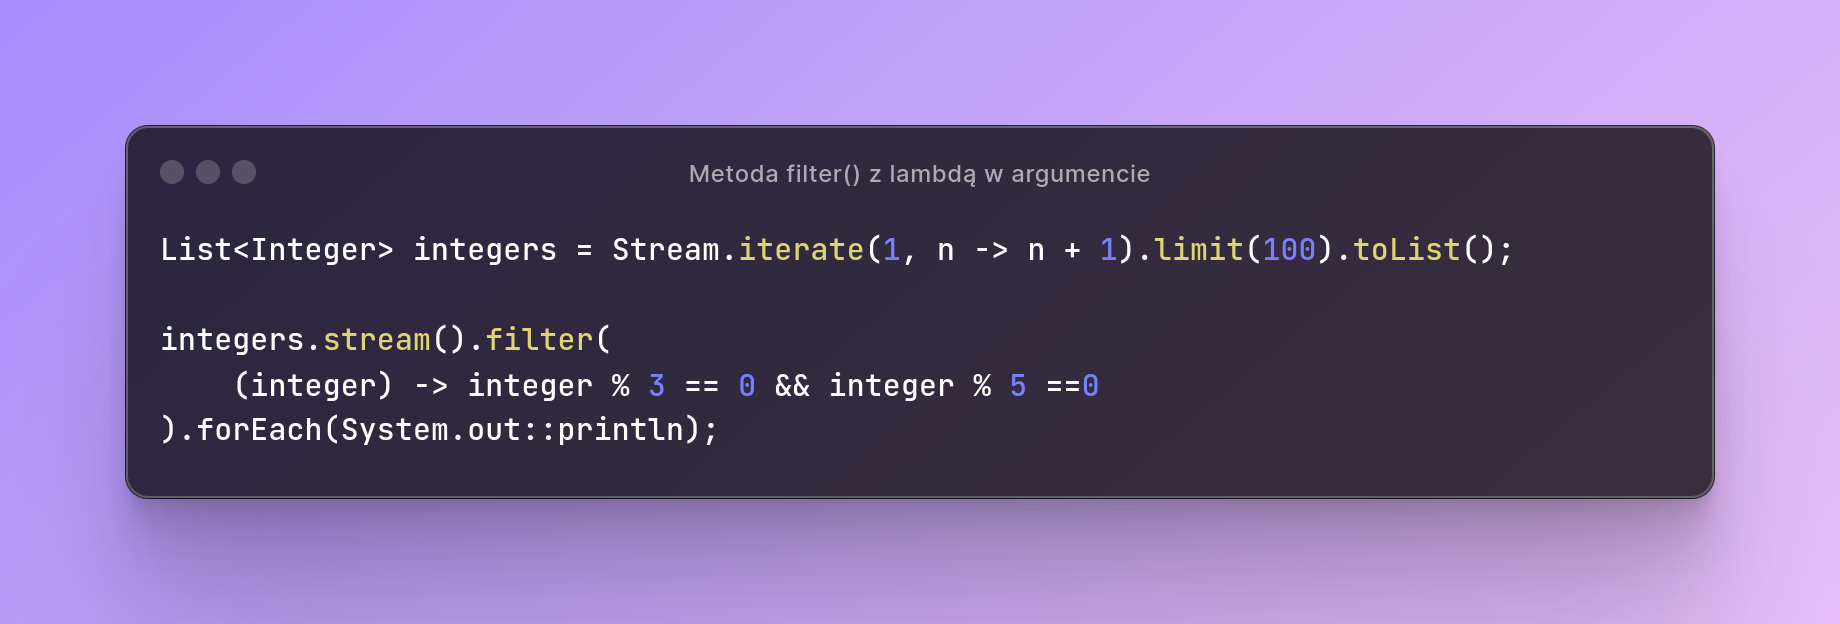 Metoda filter() z lambdą w argumencie
List<Integer> integers = Stream.iterate(1, n -> n + 1).limit(100).toList();
integers.stream().filter(
    (integer) -> integer % 3 == 0 && integer % 5 ==0
).forEach(System.out::println);